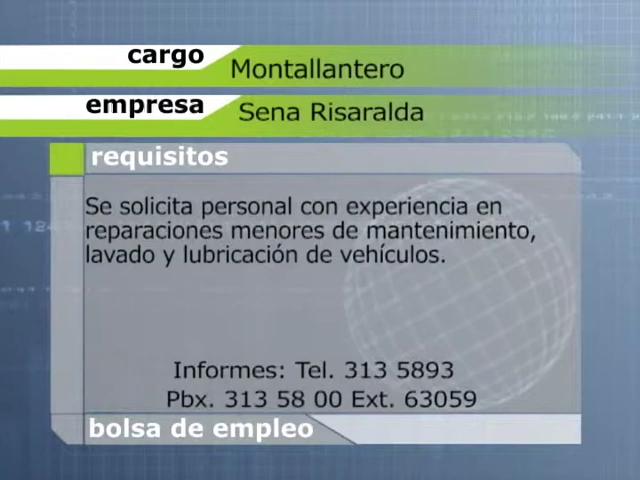 cargo
Montallantero
empresa
Sena Risaralda
requisitos
Se solicita personal con experiencia en
reparaciones menores de mantenimiento,
lavado y lubricación de vehículos.
Informes: Tel. 313 5893
Pbx. 313 58 00 Ext. 63059
bolsa de empleo